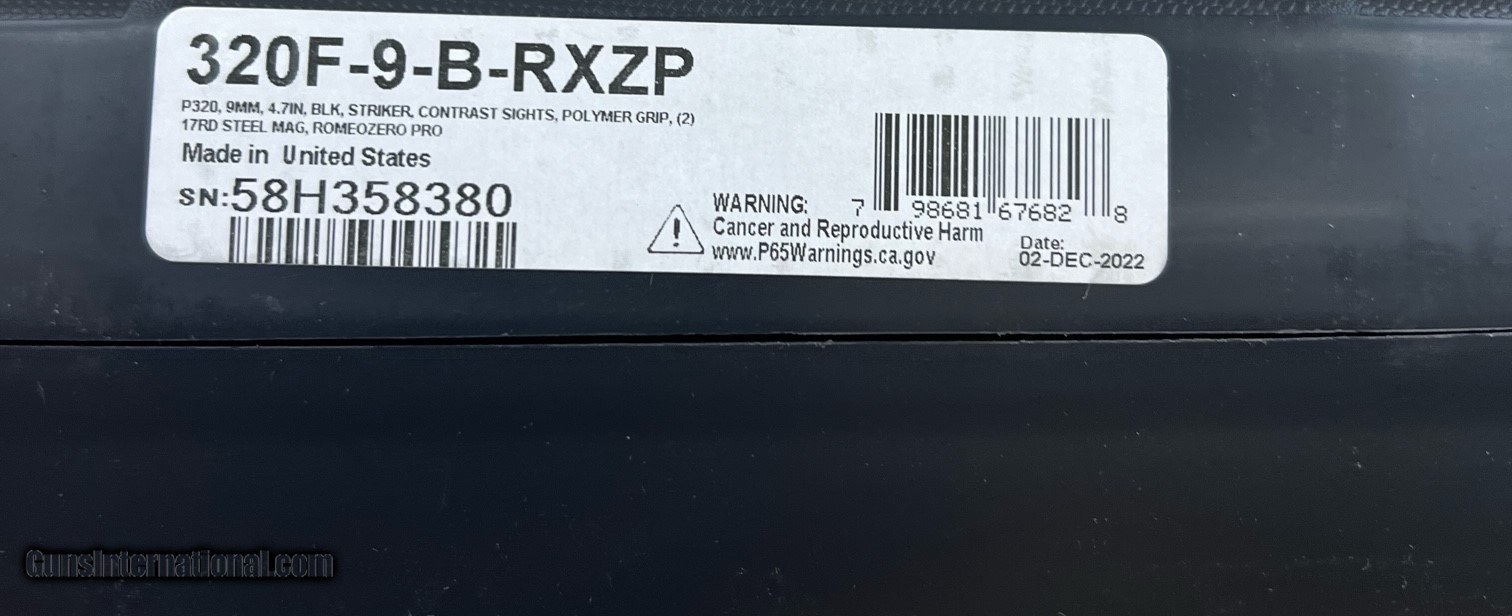 320F-9-B-RXZP
P320, 9MM, 4.7IN, BLK, STRIKER, CONTRAST SIGHTS, POLYMER GRIP, (2)
17RD STEEL MAG, ROMEOZERO PRO
Made in United States
SN:58H358380
WARNING:
Cancer and Reproductive Harm
www.P65Warnings.ca.gov
7 98681 67682 8
Date:
02-DEC-2022
GunsInternational.com